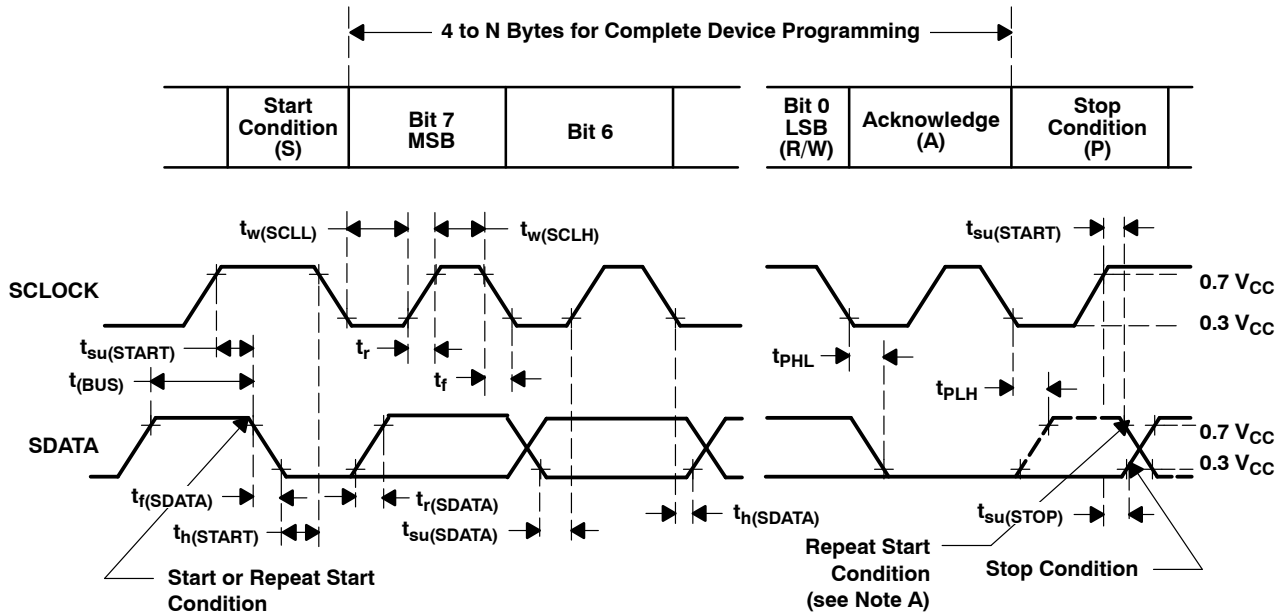 4 to N Bytes for Complete Device Programming
Start
Condition
(S)
Bit 7
MSB
Bit 6
Bit 0
LSB
(R/W)
Acknowledge
(A)
Stop
Condition
(P)
tw(SCLL)
tw(SCLH)
tsu(START)
SCLOCK
0.7 VCC
0.3 VCC
tsu(START)
tr
tPHL
t(BUS)
tf
tPLH
SDATA
0.7 VCC
0.3 VCC
tf(SDATA)
tr(SDATA)
th(START)
tsu(SDATA)
th(SDATA)
tsu(STOP)
Start or Repeat Start
Condition
Repeat Start
Condition
(see Note A)
Stop Condition